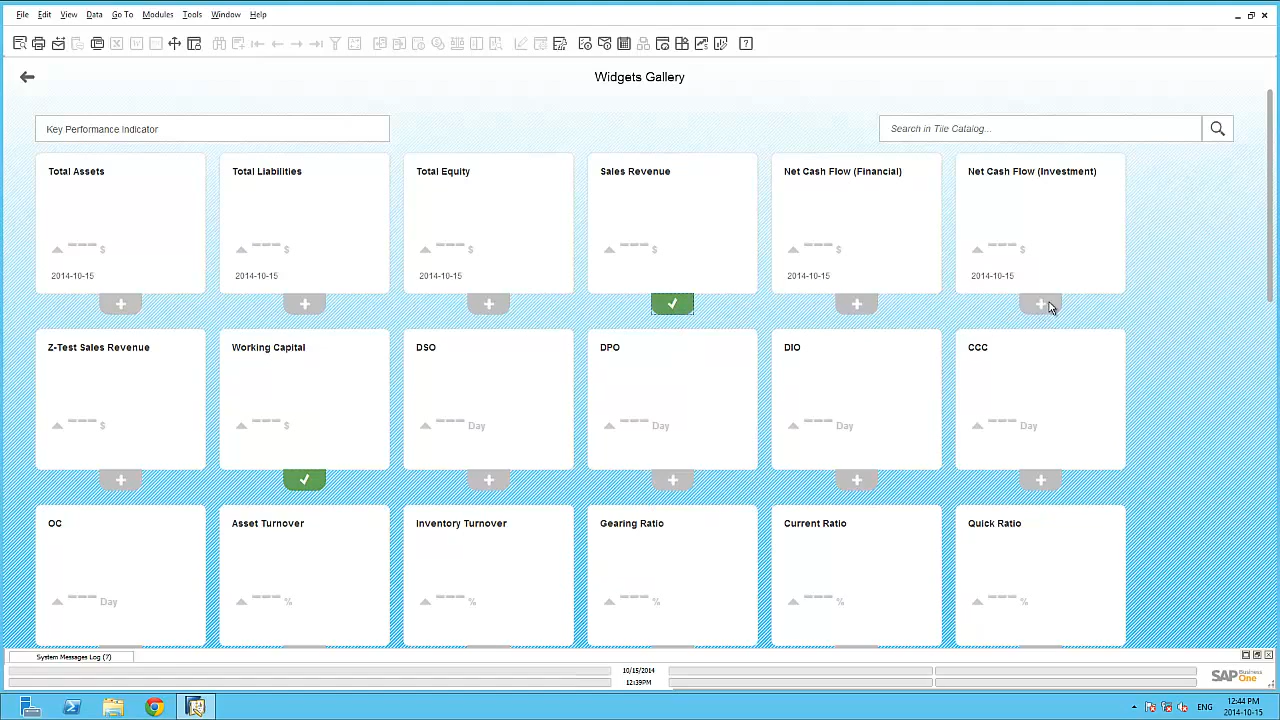 File Edit View Data Go To Modules Tools Window Help
Widgets Gallery
Key Performance Indicator
Search in Tile Catalog...
Total Assets
Total Liabilities
Total Equity
Sales Revenue
Net Cash Flow (Financial)
Net Cash Flow (Investment)
$
$
$
$
$
$
2014-10-15
2014-10-15
2014-10-15
2014-10-15
2014-10-15
Z-Test Sales Revenue
Working Capital
DSO
DPO
DIO
CCC
$
$
Day
Day
Day
Day
OC
Asset Turnover
Inventory Turnover
Gearing Ratio
Current Ratio
Quick Ratio
Day
%
%
%
%
%
System Messages Log (7)
10/15/2014
12:39PM
SAP Business One
ENG
12:44 PM
2014-10-15